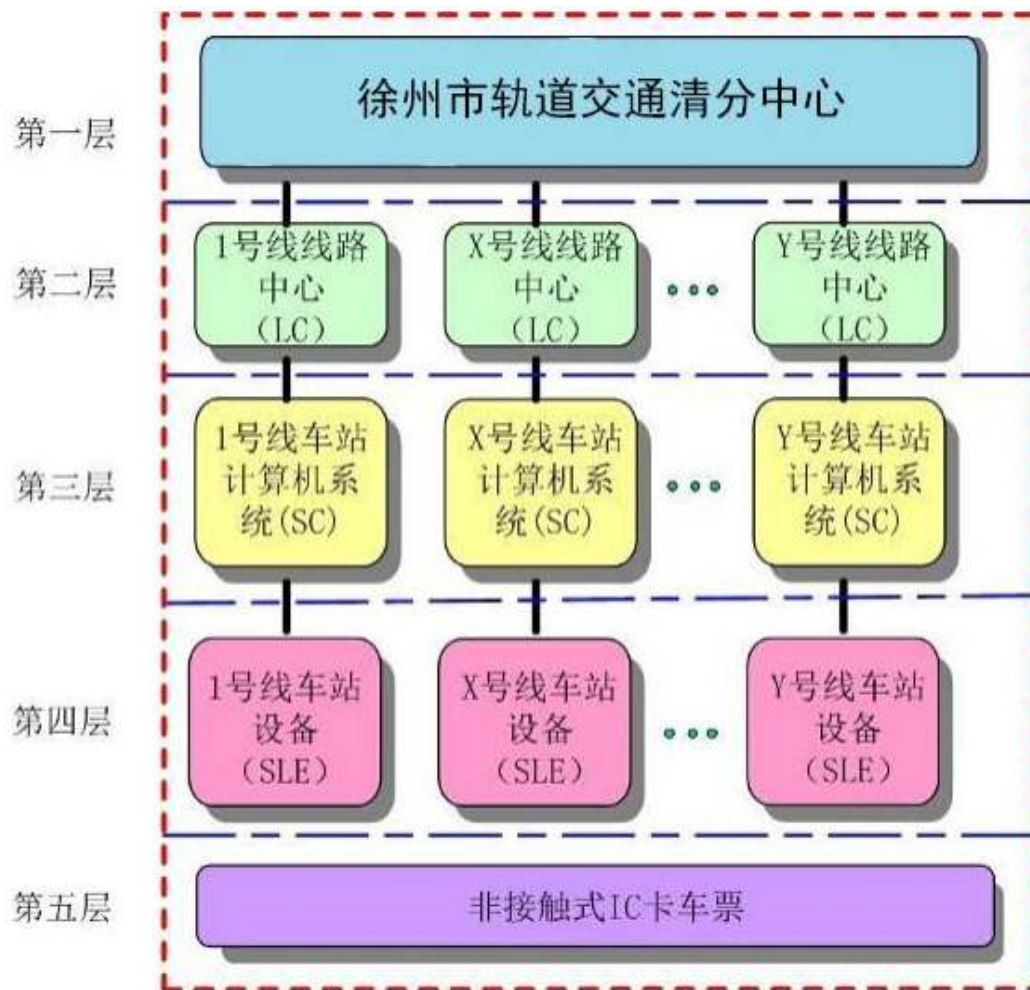 徐州市轨道交通清分中心
第一层
1号线线路
中心
（LC）
X号线线路
中心
（LC）
Y号线线路
中心
（LC）
第二层
1号线车站
计算机系
统(SC)
X号线车站
计算机系
统(SC)
Y号线车站
计算机系
统(SC)
第三层
1号线车站
设备
（SLE）
X号线车站
设备
（SLE）
Y号线车站
设备
（SLE）
第四层
非接触式IC卡车票
第五层